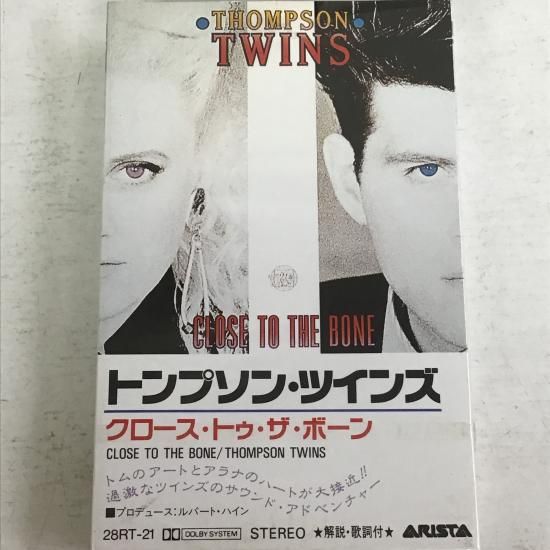 •THOMPSON•
TWINS
CLOSE TO THE BONE
トンプソン・ツインズ
クロース・トゥ・ザ・ボーン
CLOSE TO THE BONE/THOMPSON TWINS
トムのアートとアラナのハートが大接近!!
過激なツインズのサウンド・アドベンチャー
■プロデュース:ルパート・ハイン
28RT-21 DOLBY SYSTEM STEREO ★解説・歌詞付★ ARISTA